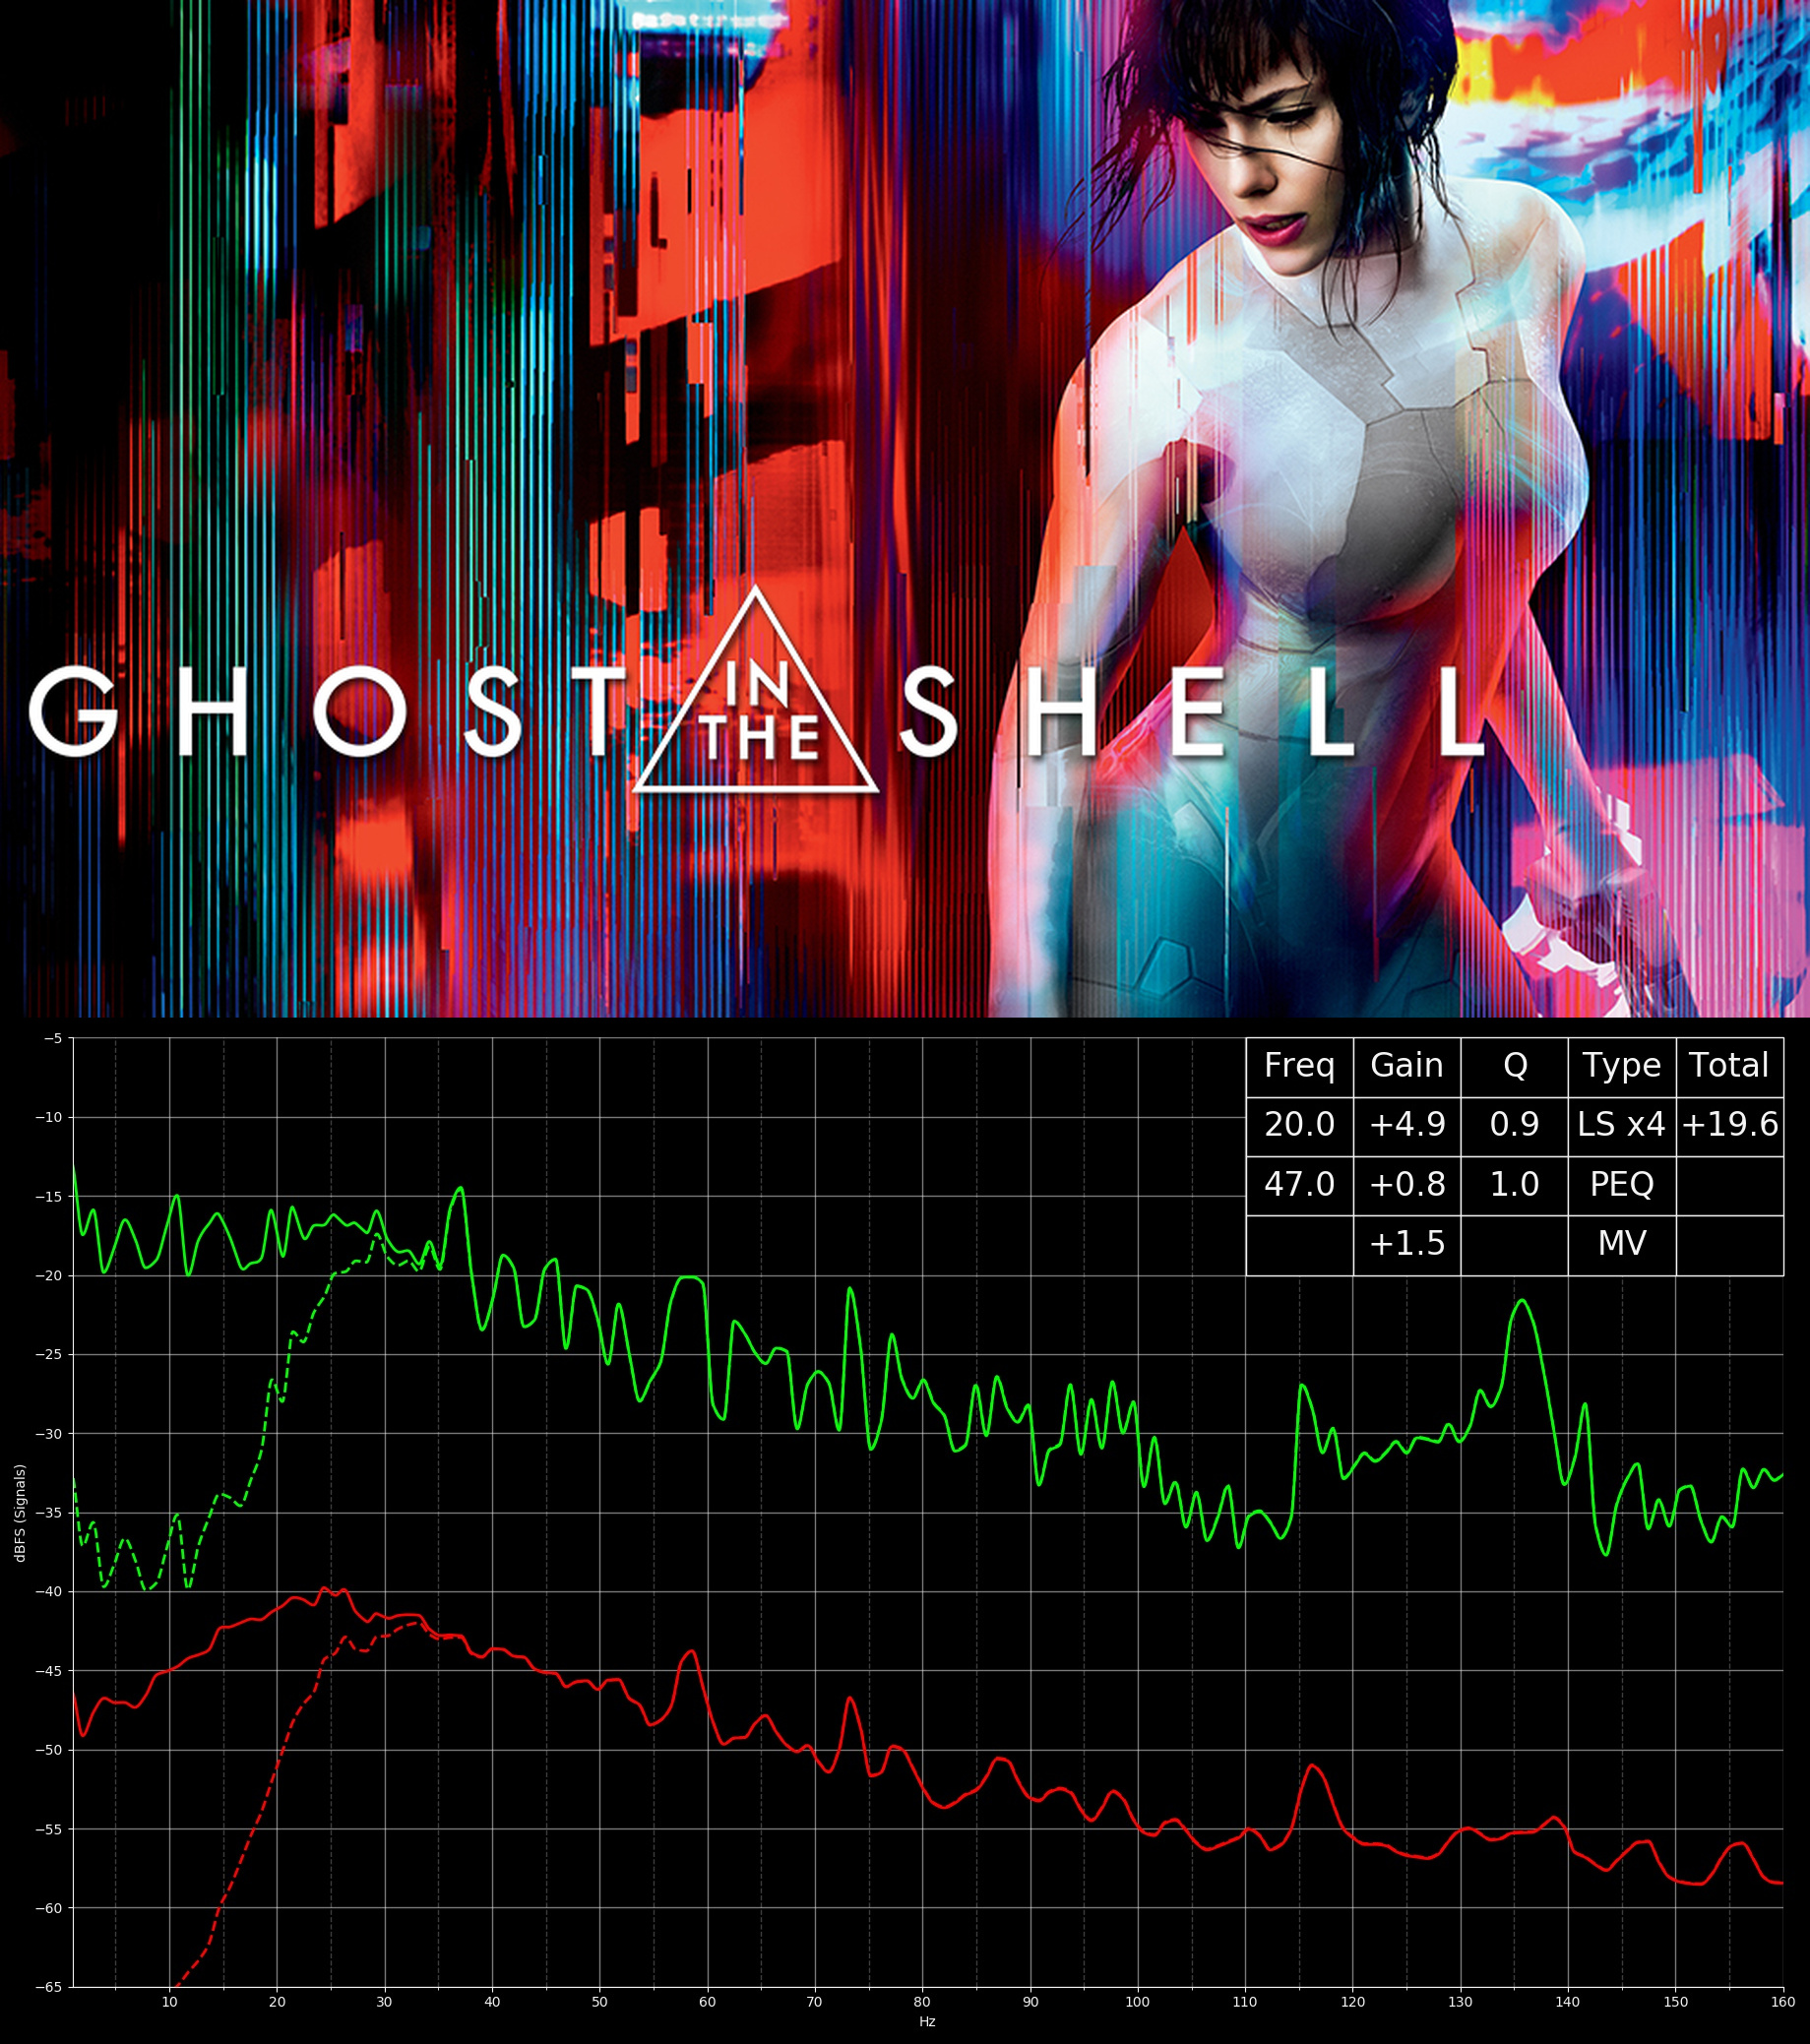 GHOST IN THE SHELL
Freq Gain Q Type Total
20.0 +4.9 0.9 LS x4 +19.6
47.0 +0.8 1.0 PEQ
+1.5 MV
−5
−10
−15
−20
−25
−30
−35
−40
−45
−50
−55
−60
−65
dBFS (Signals)
10 20 30 40 50 60 70 80 90 100 110 120 130 140 150 160
Hz